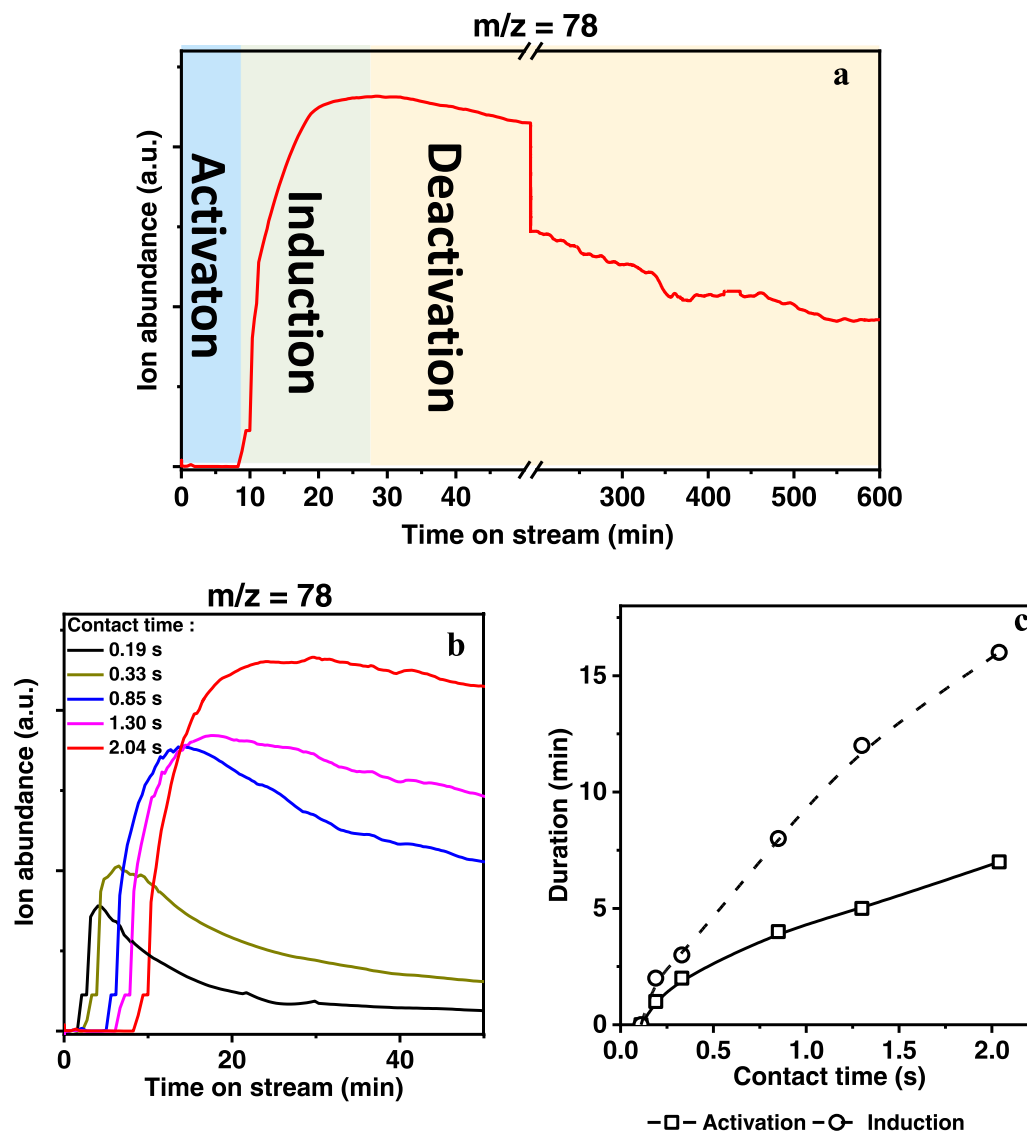 m/z = 78
a
Ion abundance (a.u.)
Activaton
Induction
Deactivation
0 10 20 30 40 300 400 500 600
Time on stream (min)
m/z = 78
b
Contact time :
0.19 s
0.33 s
0.85 s
1.30 s
2.04 s
Ion abundance (a.u.)
0 20 40
Time on stream (min)
c
Duration (min)
15
10
5
0
0.0 0.5 1.0 1.5 2.0
Contact time (s)
Activation Induction